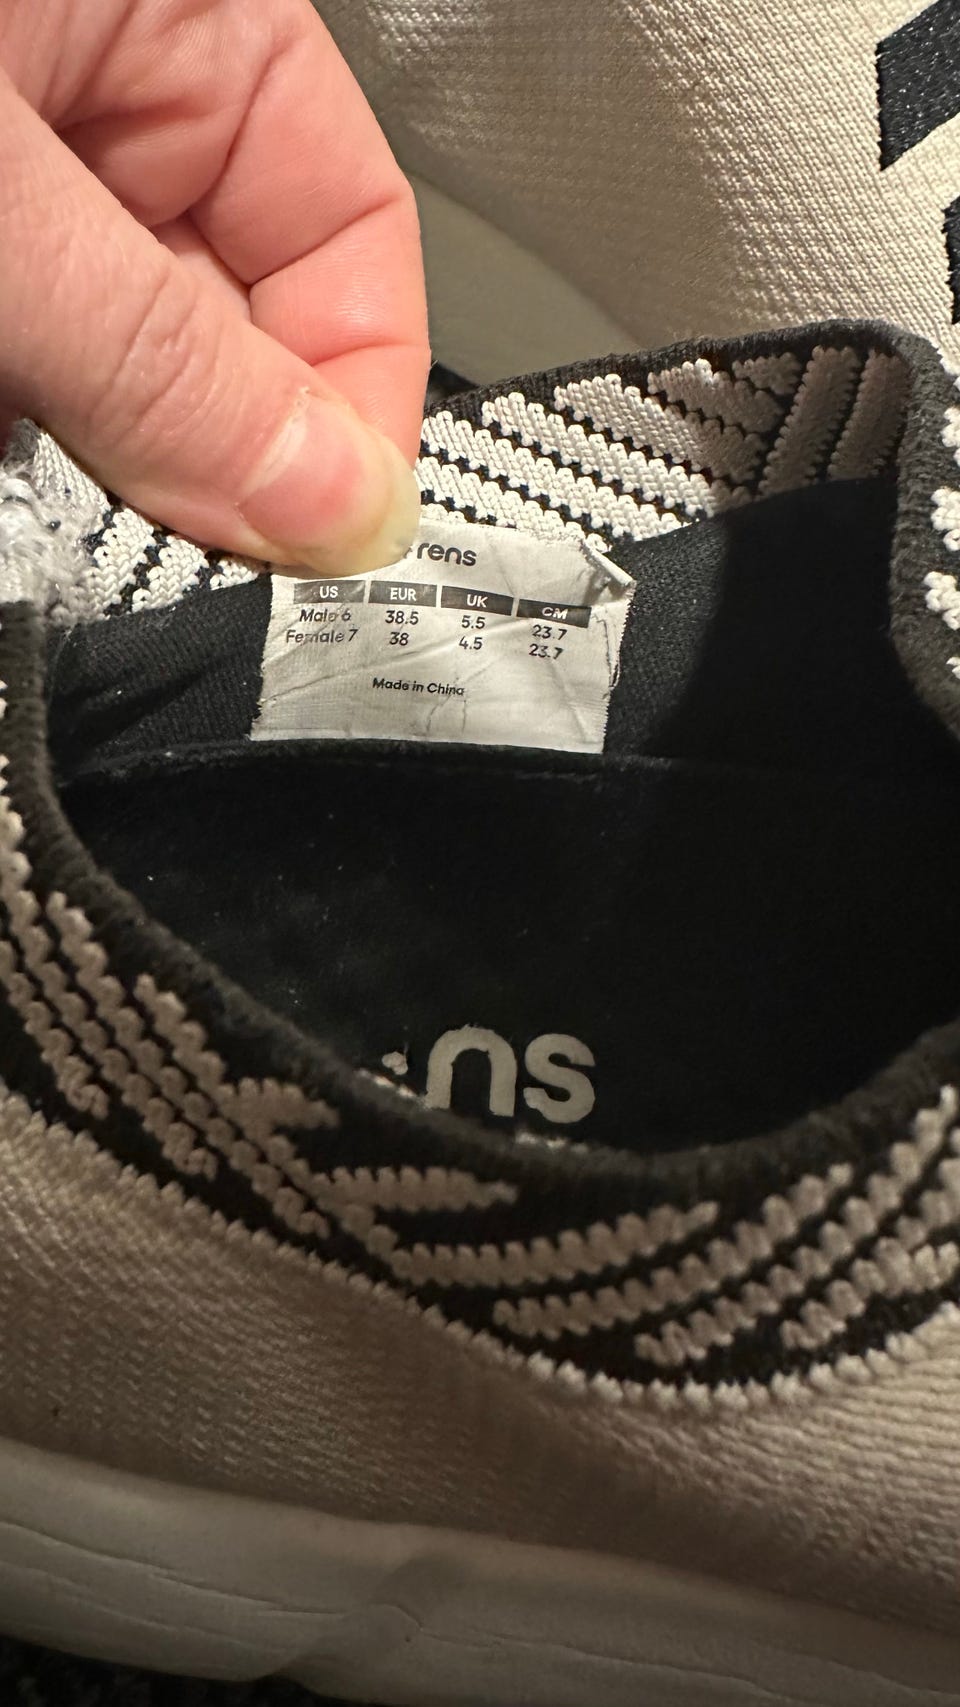 rens
US EUR UK CM
Male 6 38.5 5.5 23.7
Female 7 38 4.5 23.7
Made in China
ns